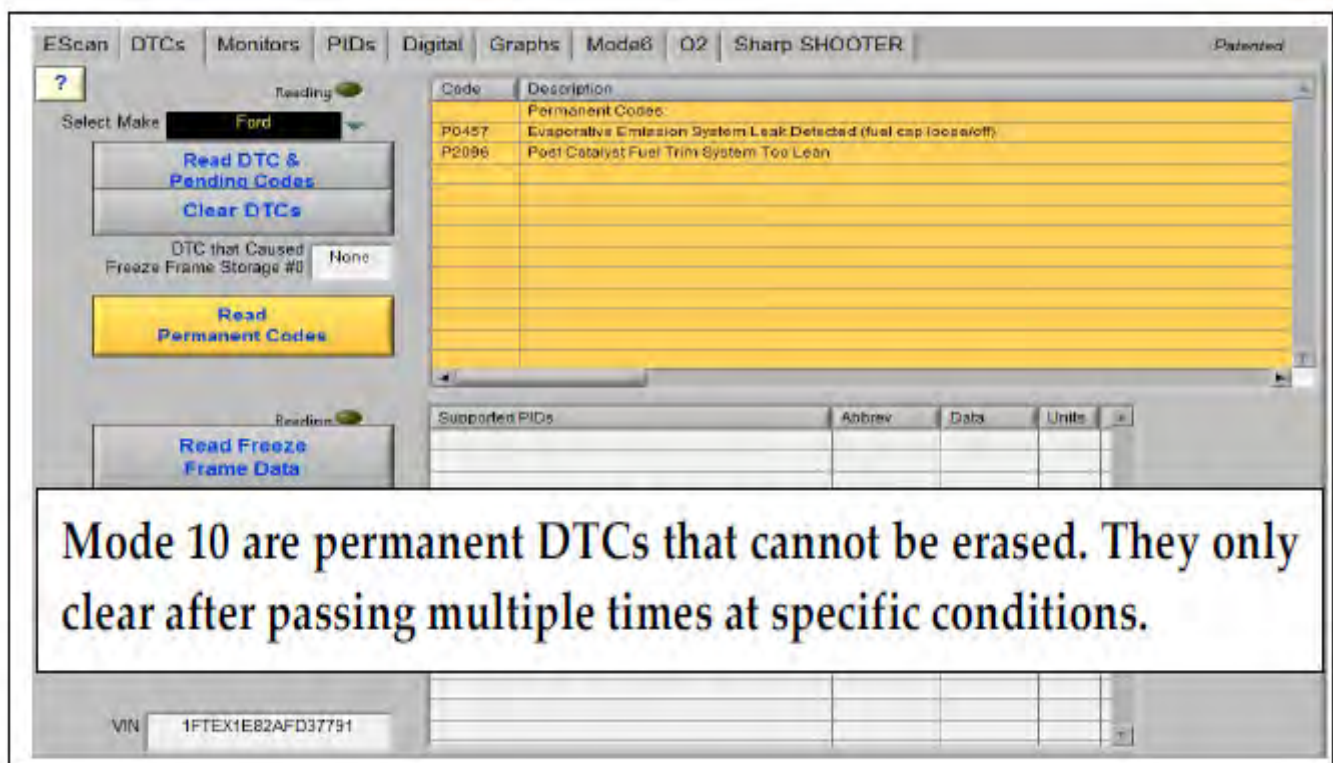 EScan DTCs Monitors PIDs Digital Graphs Mode6 O2 Sharp SHOOTER Patented
?
Reading
Select Make Ford
Read DTC &
Pending Codes
Clear DTCs
DTC that Caused
Freeze Frame Storage #0
None
Read
Permanent Codes
Code Description
Permanent Codes
P0457 Evaporative Emission System Leak Detected (fuel cap loose/off)
P2096 Post Catalyst Fuel Trim System Too Lean
Reading
Read Freeze
Frame Data
Supported PIDs Abbrev Data Units
Mode 10 are permanent DTCs that cannot be erased. They only
clear after passing multiple times at specific conditions.
VIN 1FTEX1E82AFD37791